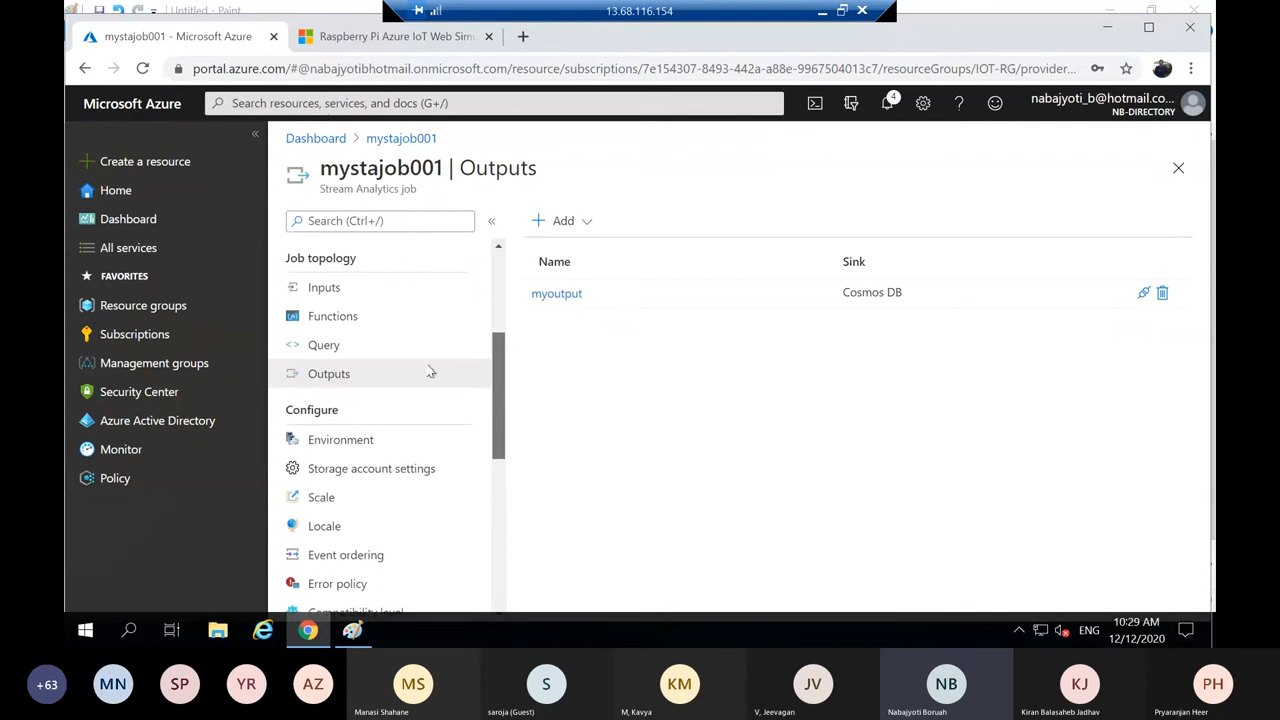 Untitled - Paint
13.68.116.154
mystajob001 - Microsoft Azure
Raspberry Pi Azure IoT Web Simu
portal.azure.com/#@nabajyotibhotmail.onmicrosoft.com/resource/subscriptions/7e154307-8493-442a-a88e-9967504013c7/resourceGroups/IOT-RG/provider...
Microsoft Azure
Search resources, services, and docs (G+/)
4
nabajyoti_b@hotmail.co...
NB-DIRECTORY
Create a resource
Home
Dashboard
All services
FAVORITES
Resource groups
Subscriptions
Management groups
Security Center
Azure Active Directory
Monitor
Policy
Dashboard > mystajob001
mystajob001 | Outputs
Stream Analytics job
Search (Ctrl+/)
Job topology
Inputs
Functions
Query
Outputs
Configure
Environment
Storage account settings
Scale
Locale
Event ordering
Error policy
Compatibility level
Add
Name
Sink
myoutput
Cosmos DB
ENG
10:29 AM
12/12/2020
+63
MN
SP
YR
AZ
MS
Manasi Shahane
S
saroja (Guest)
KM
M, Kavya
JV
V, Jeevagan
NB
Nabajyoti Boruah
KJ
Kiran Balasaheb Jadhav
PH
Pryaranjan Heer